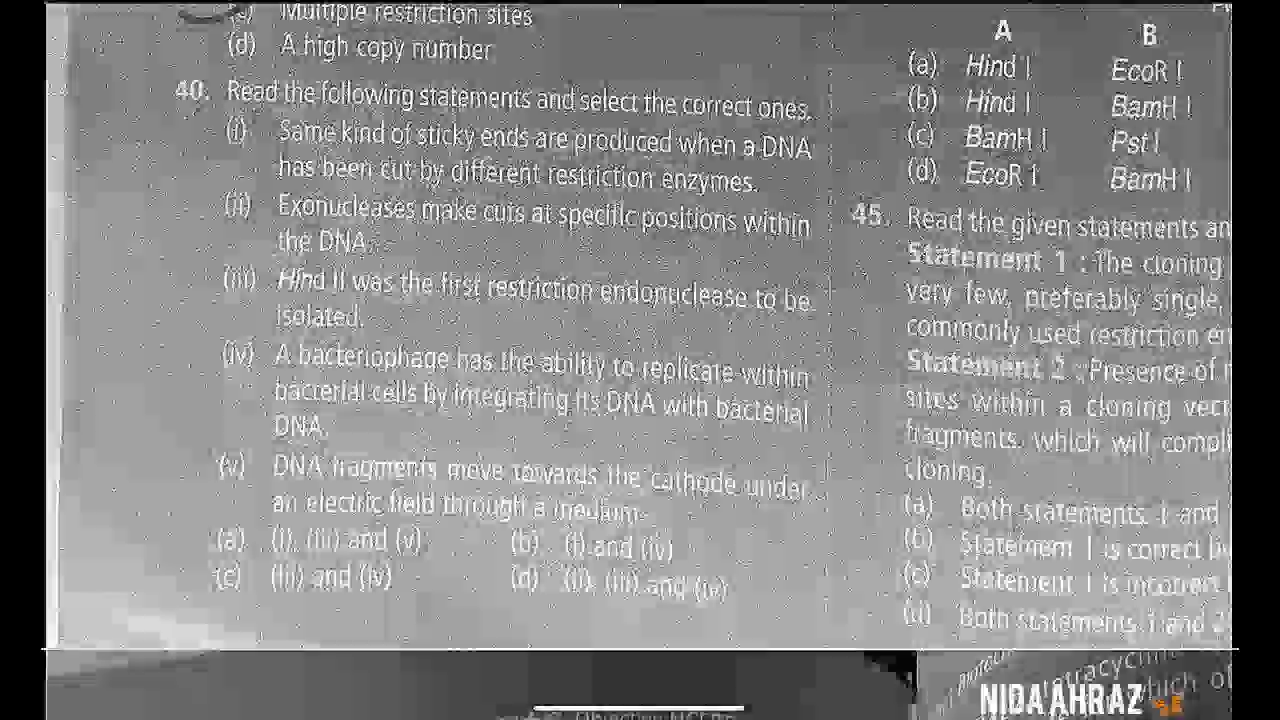 Multiple restriction sites
(d) A high copy number
40. Read the following statements and select the correct ones.
(i) Same kind of sticky ends are produced when a DNA
has been cut by different restriction enzymes.
(ii) Exonucleases make cuts at specific positions within
the DNA.
(iii) Hind II was the first restriction endonuclease to be
isolated.
(iv) A bacteriophage has the ability to replicate within
bacterial cells by integrating its DNA with bacterial
DNA.
(v) DNA fragments move towards the cathode under
an electric field through a medium.
(a) (i), (iii) and (v) (b) (i) and (iv)
(c) (iii) and (iv) (d) (ii), (iii) and (iv)
A B
(a) Hind I EcoR I
(b) Hind I BamH I
(c) BamH I Pst I
(d) EcoR I BamH I
45. Read the given statements an
Statement 1 : The cloning
very few, preferably single,
commonly used restriction en
Statement 2 : Presence of
sites within a cloning vect
fragments, which will compli
cloning.
(a) Both statements 1 and
(b) Statement 1 is correct
(c) Statement 1 is incorrect
(d) Both statements 1 and 2
which of
NIDA AHRAZ